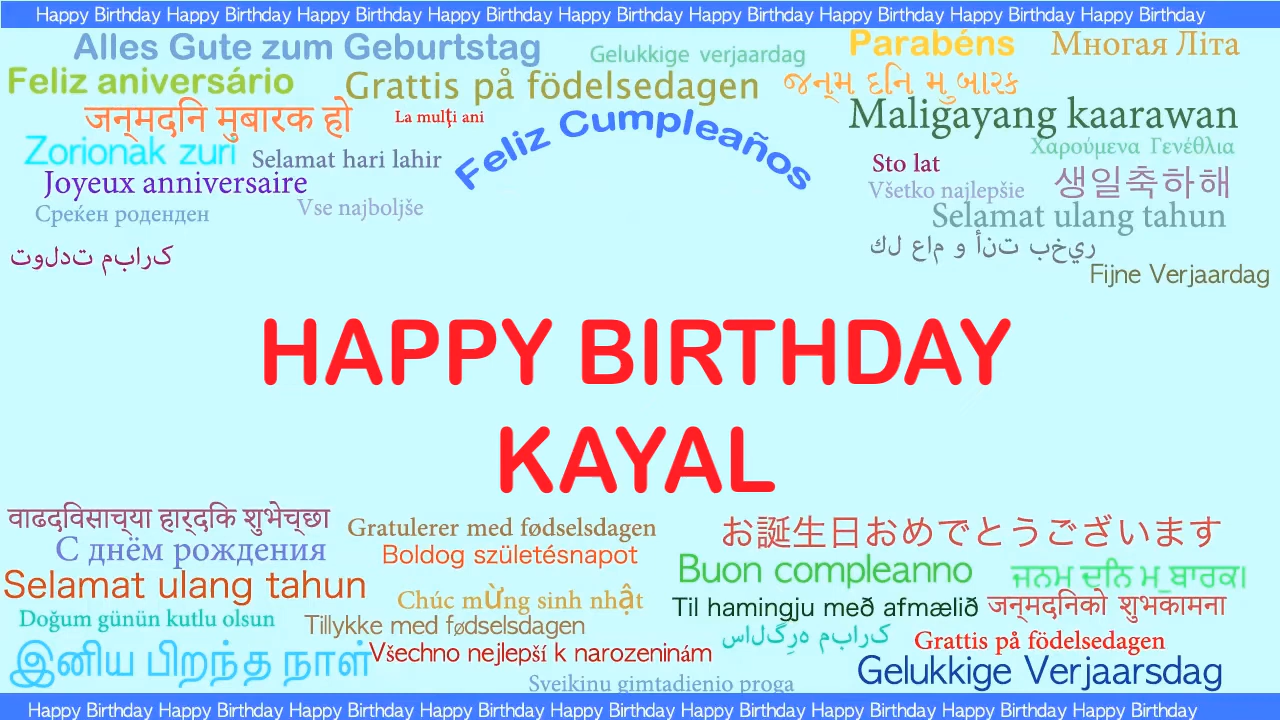 Happy Birthday Happy Birthday Happy Birthday Happy Birthday Happy Birthday Happy Birthday Happy Birthday Happy Birthday Happy Birthday
Alles Gute zum Geburtstag
Gelukkige verjaardag
Parabéns
Многая Літа
Feliz aniversário
Grattis på födelsedagen
જન્મ દનિ મુબારક
जन्मदनि मुबारक हो
La mulţi ani
Feliz Cumpleaños
Maligayang kaarawan
Zorionak zuri
Selamat hari lahir
Sto lat
Χαρούμενα Γενέθλια
Joyeux anniversaire
Všetko najlepšie
생일축하해
Среќен роденден
Vse najboljše
Selamat ulang tahun
تولدت مبارک
كل عام و أنت بخير
Fijne Verjaardag
HAPPY BIRTHDAY
KAYAL
वाढदविसाच्या हार्दकि शुभेच्छा
Gratulerer med fødselsdagen
お誕生日おめでとうございます
С днём рождения
Boldog születésnapot
Buon compleanno
ਜਨਮ ਦਨਿ ਮੁਬਾਰਕ।
Selamat ulang tahun
Chúc mừng sinh nhật
Til hamingju með afmælið
जन्मदनिको शुभकामना
Doğum günün kutlu olsun
Tillykke med fødselsdagen
سالگرہ مبارک
Grattis på födelsedagen
இனிய பிறந்த நாள்
Všechno nejlepší k narozeninám
Gelukkige Verjaarsdag
Sveikinu gimtadienio proga
Happy Birthday Happy Birthday Happy Birthday Happy Birthday Happy Birthday Happy Birthday Happy Birthday Happy Birthday Happy Birthday